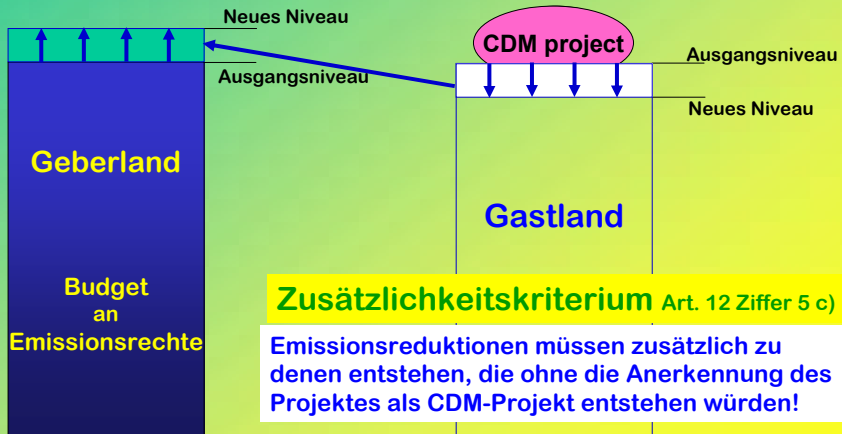 Neues Niveau
Ausgangsniveau
Geberland
Budget
an
Emissionsrechte
CDM project
Ausgangsniveau
Neues Niveau
Gastland
Zusätzlichkeitskriterium Art. 12 Ziffer 5 c)
Emissionsreduktionen müssen zusätzlich zu
denen entstehen, die ohne die Anerkennung des
Projektes als CDM-Projekt entstehen würden!